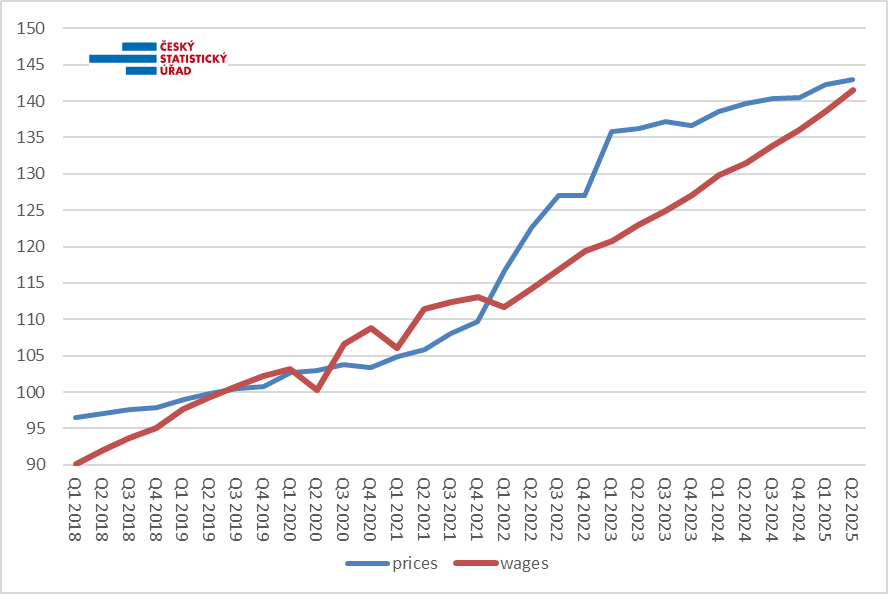 150
ČESKÝ
STATISTICKÝ
ÚŘAD
145
140
135
130
125
120
115
110
105
100
95
90
Q1 2018
Q2 2018
Q3 2018
Q4 2018
Q1 2019
Q2 2019
Q3 2019
Q4 2019
Q1 2020
Q2 2020
Q3 2020
Q4 2020
Q1 2021
Q2 2021
Q3 2021
Q4 2021
Q1 2022
Q2 2022
Q3 2022
Q4 2022
Q1 2023
Q2 2023
Q3 2023
Q4 2023
Q1 2024
Q2 2024
Q3 2024
Q4 2024
Q1 2025
Q2 2025
prices wages